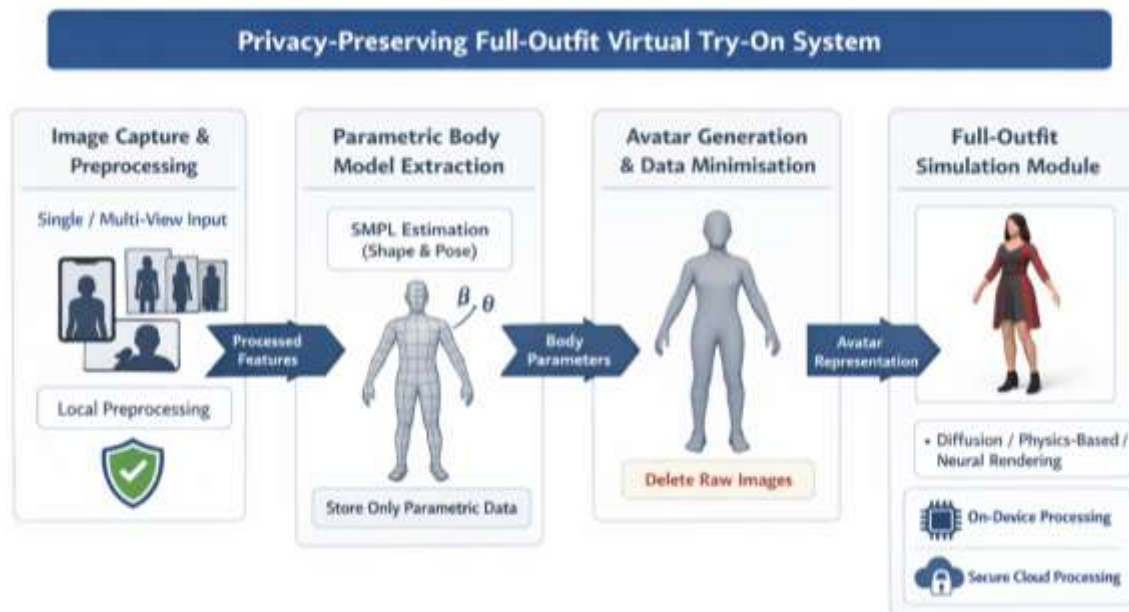 Privacy-Preserving Full-Outfit Virtual Try-On System
Image Capture &
Preprocessing
Single / Multi-View Input
Processed
Features
Local Preprocessing
Parametric Body
Model Extraction
SMPL Estimation
(Shape & Pose)
β, θ
Body
Parameters
Store Only Parametric Data
Avatar Generation
& Data Minimisation
Avatar
Representation
Delete Raw Images
Full-Outfit
Simulation Module
• Diffusion / Physics-Based /
Neural Rendering
On-Device Processing
Secure Cloud Processing